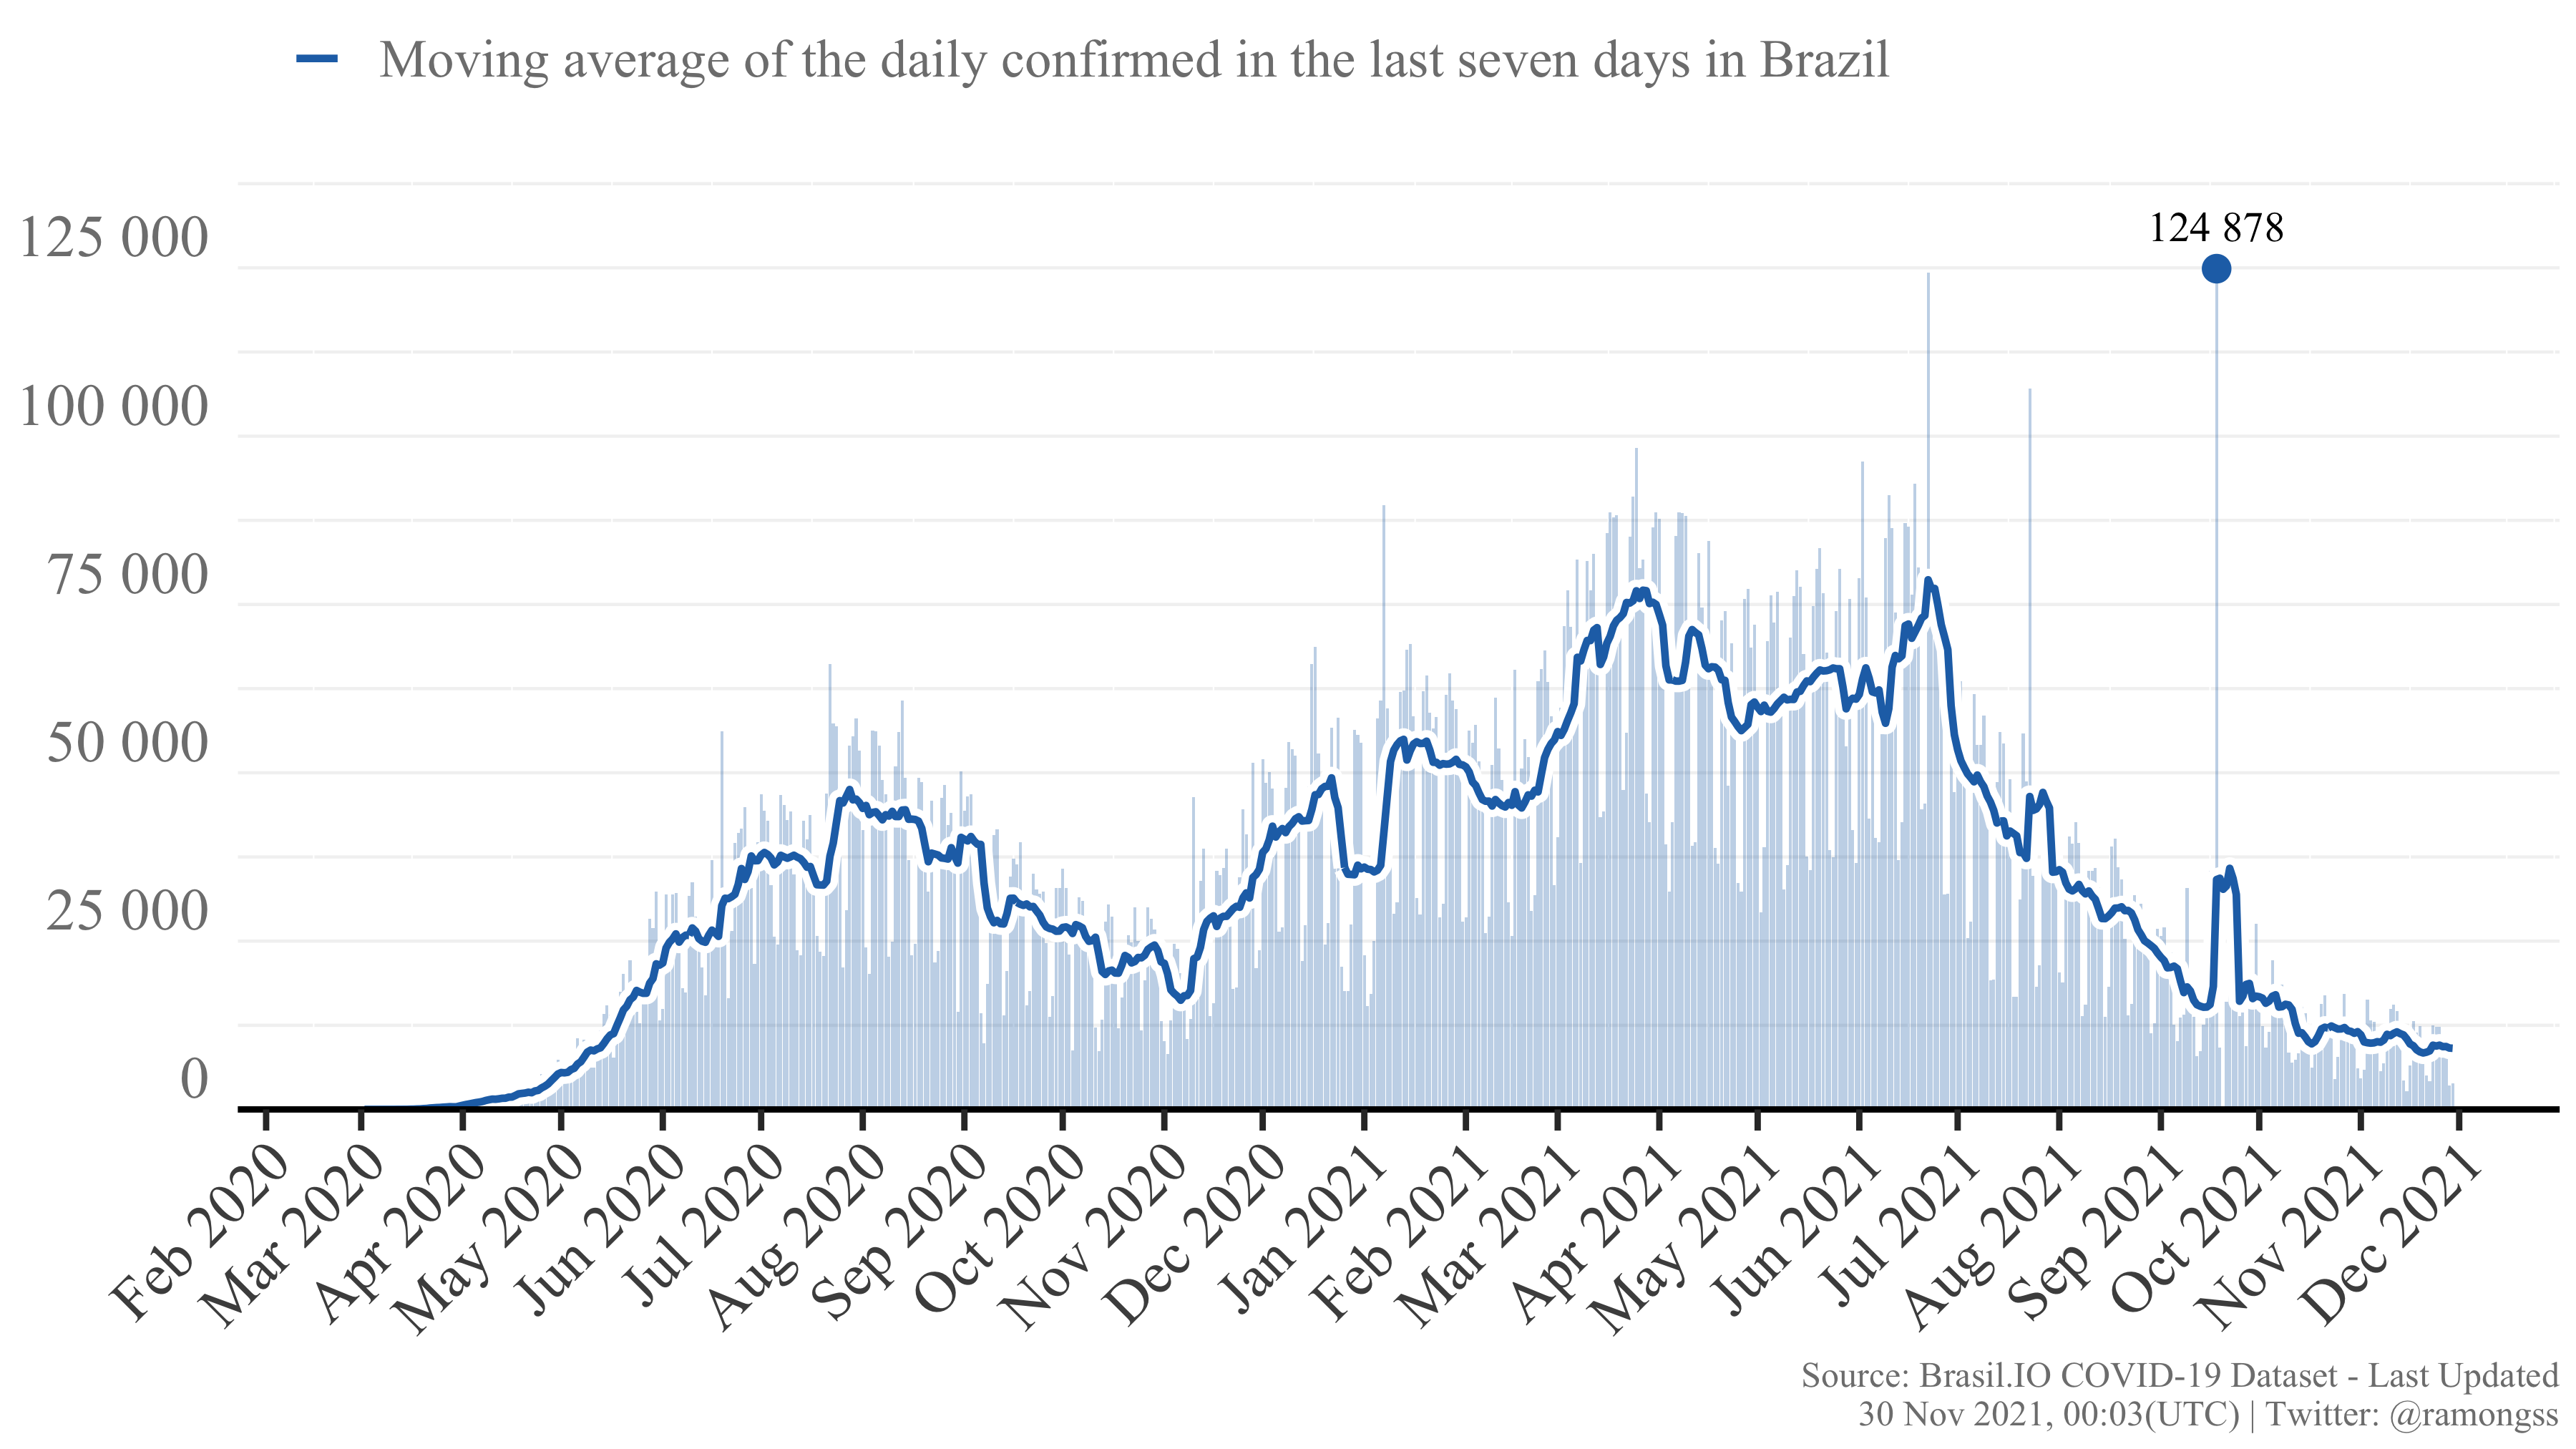 Moving average of the daily confirmed in the last seven days in Brazil
124 878
125 000
100 000
75 000
50 000
25 000
0
Feb 2020
Mar 2020
Apr 2020
May 2020
Jun 2020
Jul 2020
Aug 2020
Sep 2020
Oct 2020
Nov 2020
Dec 2020
Jan 2021
Feb 2021
Mar 2021
Apr 2021
May 2021
Jun 2021
Jul 2021
Aug 2021
Sep 2021
Oct 2021
Nov 2021
Dec 2021
Source: Brasil.IO COVID-19 Dataset - Last Updated
30 Nov 2021, 00:03(UTC) | Twitter: @ramongss